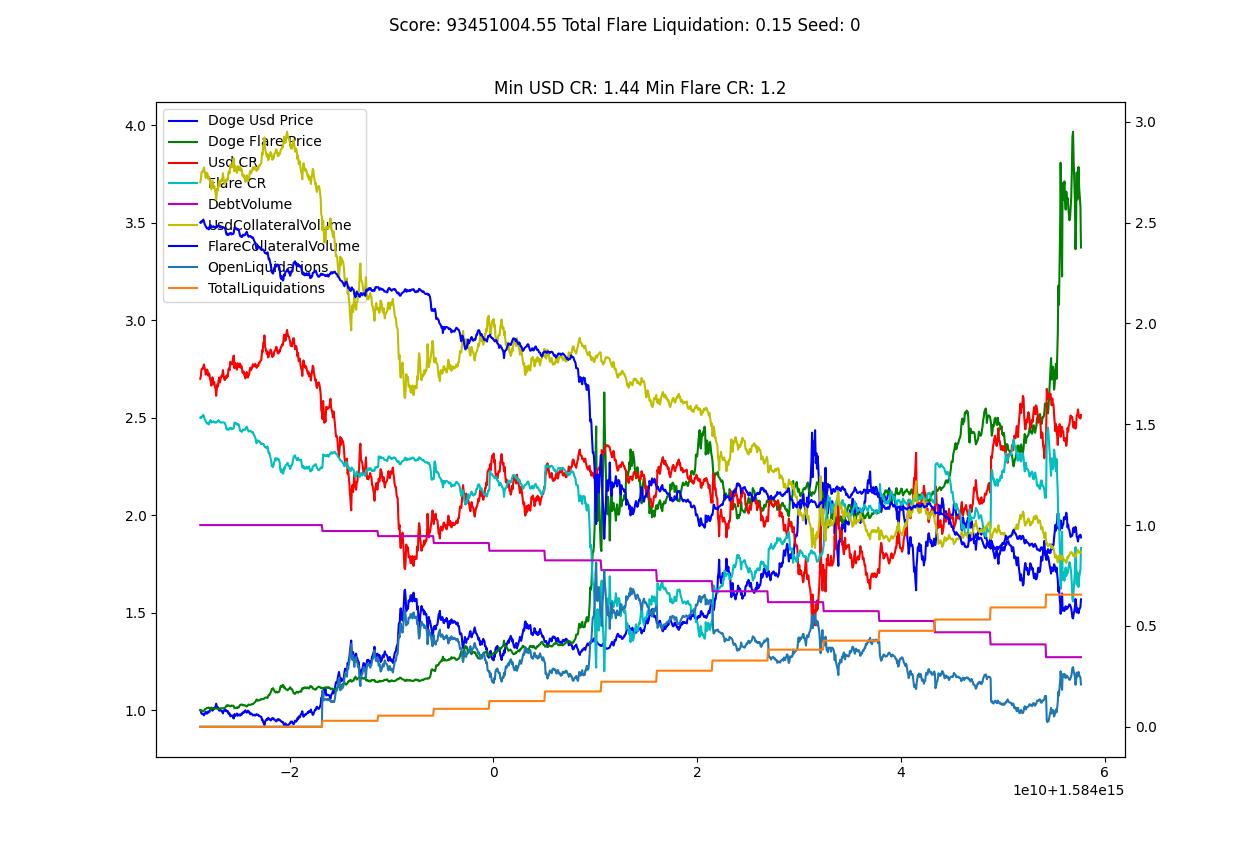 Score: 93451004.55 Total Flare Liquidation: 0.15 Seed: 0
Min USD CR: 1.44 Min Flare CR: 1.2
Doge Usd Price
Doge Flare Price
Usd CR
Flare CR
DebtVolume
UsdCollateralVolume
FlareCollateralVolume
OpenLiquidations
TotalLiquidations
4.0
3.5
3.0
2.5
2.0
1.5
1.0
3.0
2.5
2.0
1.5
1.0
0.5
0.0
−2
0
2
4
6
1e10+1.584e15